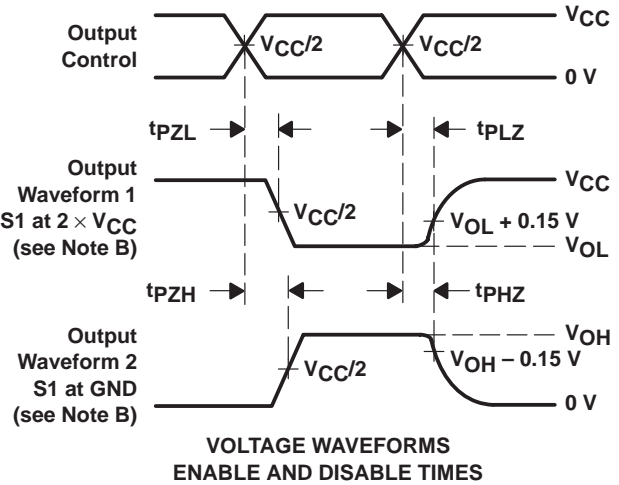 Output
Control
VCC/2
VCC/2
VCC
0 V
tPZL
tPLZ
Output
Waveform 1
S1 at 2 × VCC
(see Note B)
VCC/2
VCC
VOL + 0.15 V
VOL
tPZH
tPHZ
Output
Waveform 2
S1 at GND
(see Note B)
VCC/2
VOH
VOH – 0.15 V
0 V
VOLTAGE WAVEFORMS
ENABLE AND DISABLE TIMES